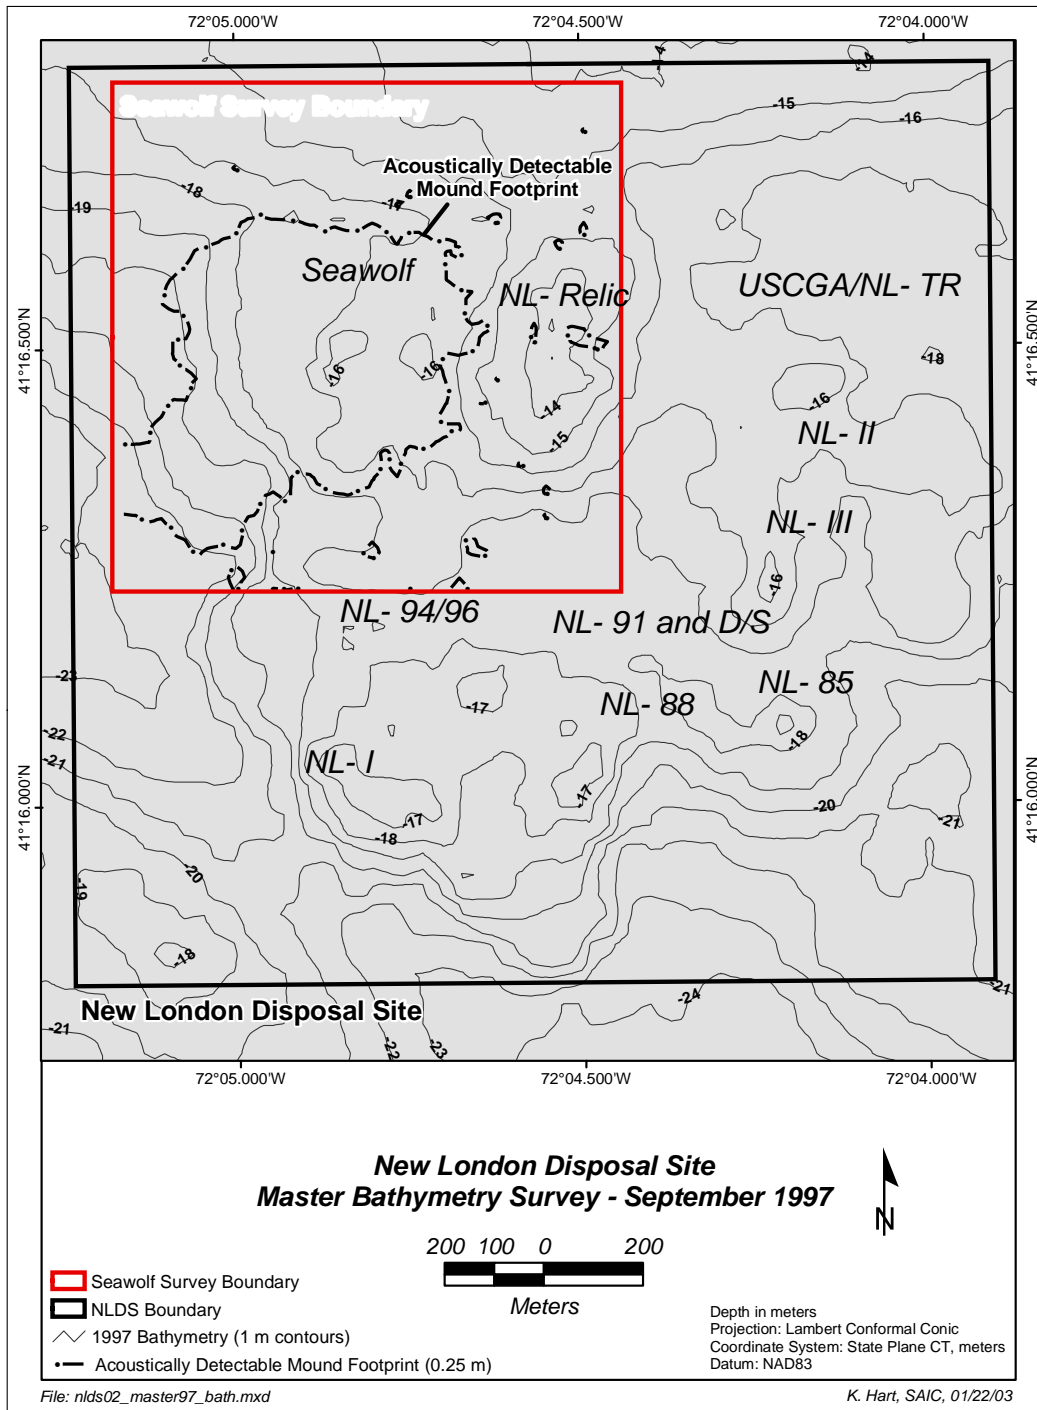 72°05.000'W 72°04.500'W 72°04.000'W
-14
-14
-15
-16
Seawolf Survey Boundary
Acoustically Detectable
Mound Footprint
-18
-17
-19
Seawolf
NL- Relic
USCGA/NL- TR
41°16.500'N
41°16.500'N
-18
-16
-16
-16
-14
-15
NL- II
NL- III
-16
NL- 94/96
NL- 91 and D/S
-23
NL- 85
NL- 88
-17
-22
-18
-21
NL- I
-17
41°16.000'N
41°16.000'N
-20
-17
-21
-18
-20
-19
-18
-21
-24
New London Disposal Site
-21
-22
-23
72°05.000'W 72°04.500'W 72°04.000'W
New London Disposal Site
Master Bathymetry Survey - September 1997
N
200 100 0 200
Meters
Seawolf Survey Boundary
NLDS Boundary
1997 Bathymetry (1 m contours)
Acoustically Detectable Mound Footprint (0.25 m)
Depth in meters
Projection: Lambert Conformal Conic
Coordinate System: State Plane CT, meters
Datum: NAD83
File: nlds02_master97_bath.mxd
K. Hart, SAIC, 01/22/03